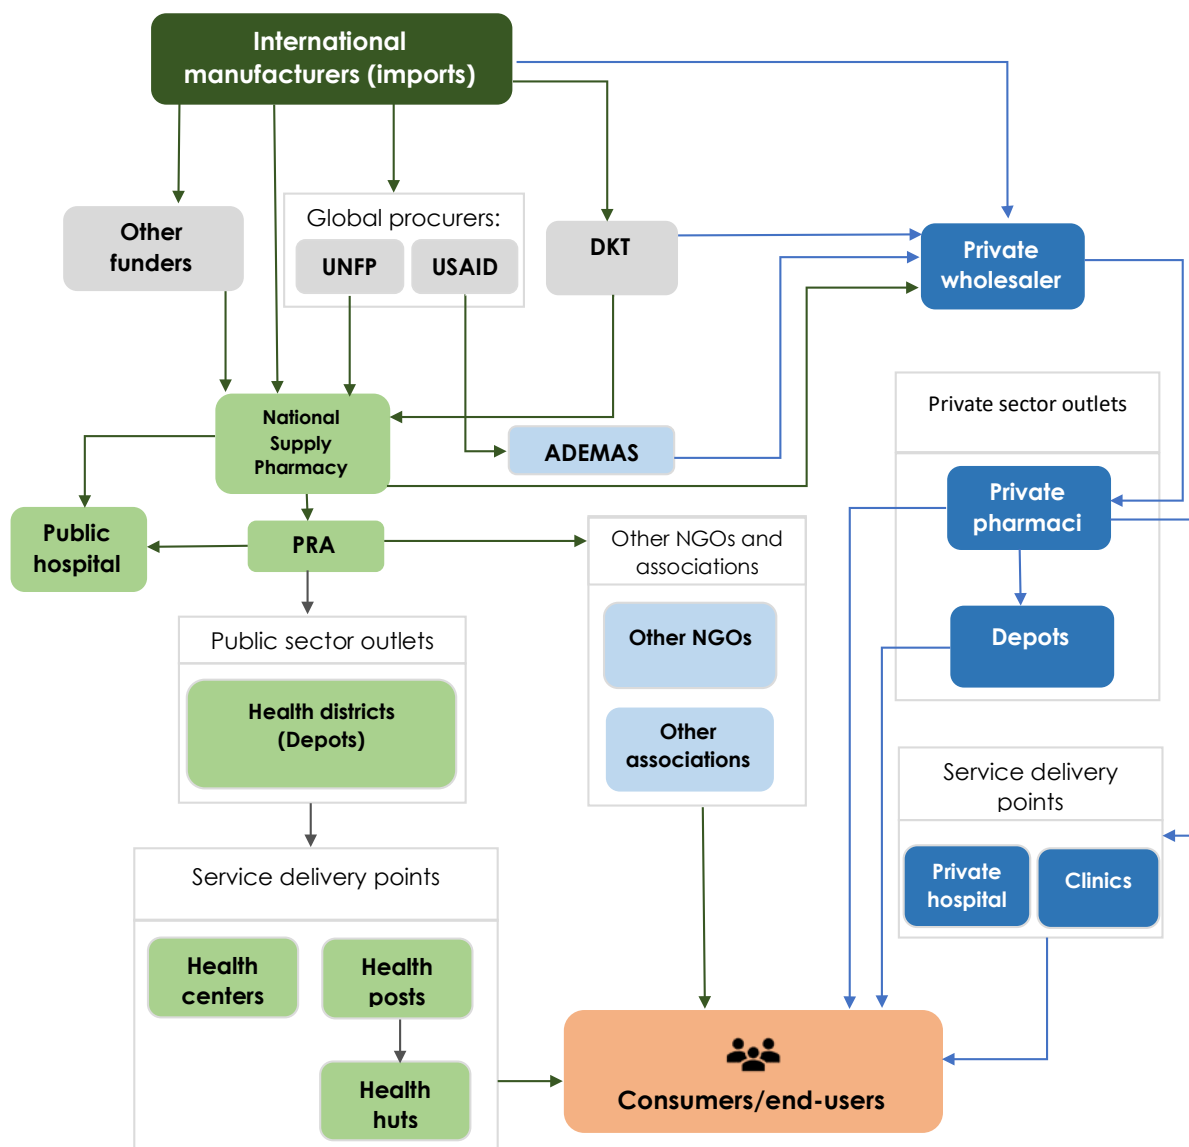 International
manufacturers (imports)
Other
funders
Global procurers:
UNFP
USAID
DKT
Private
wholesaler
National
Supply
Pharmacy
ADEMAS
Private sector outlets
Private
pharmaci
Depots
Public
hospital
PRA
Other NGOs and
associations
Other NGOs
Other
associations
Public sector outlets
Health districts
(Depots)
Service delivery
points
Private
hospital
Clinics
Service delivery points
Health
centers
Health
posts
Health
huts
Consumers/end-users